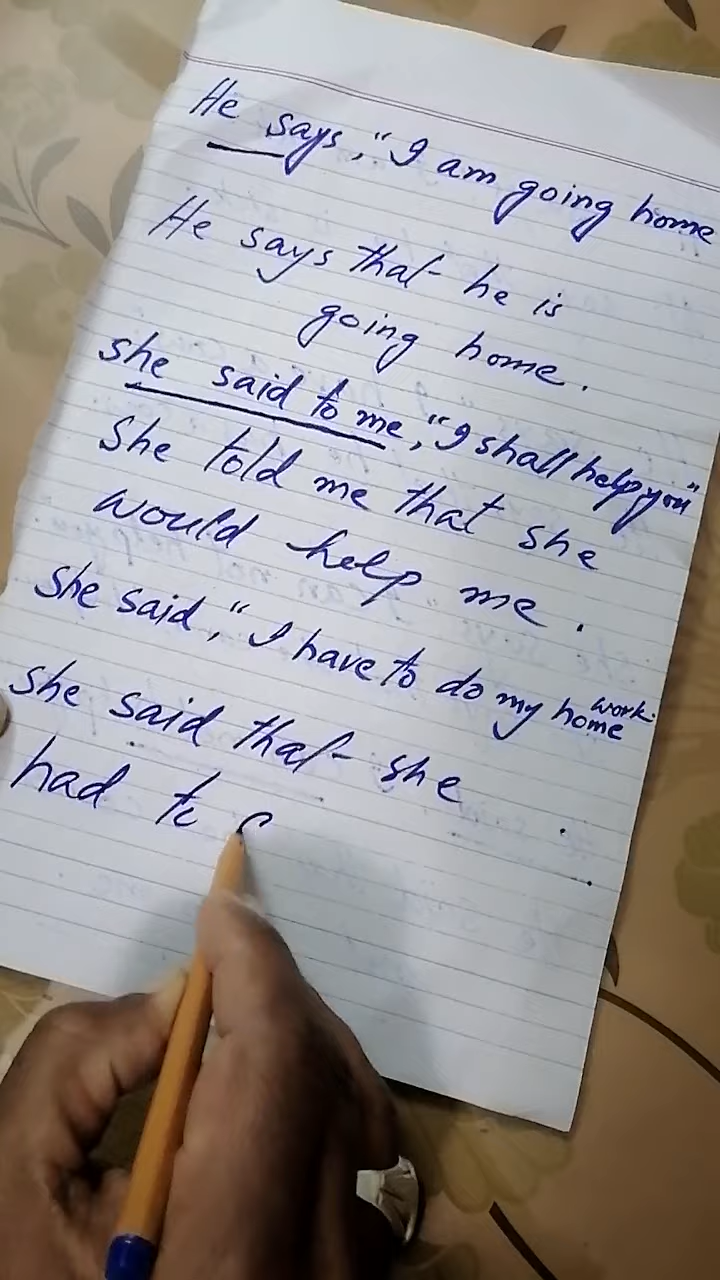 He says, "I am going home
He says that he is
going home.
she said to me, "I shall help you"
She told me that she
would help me.
she said, "I have to do my home work.
she said that she
had to